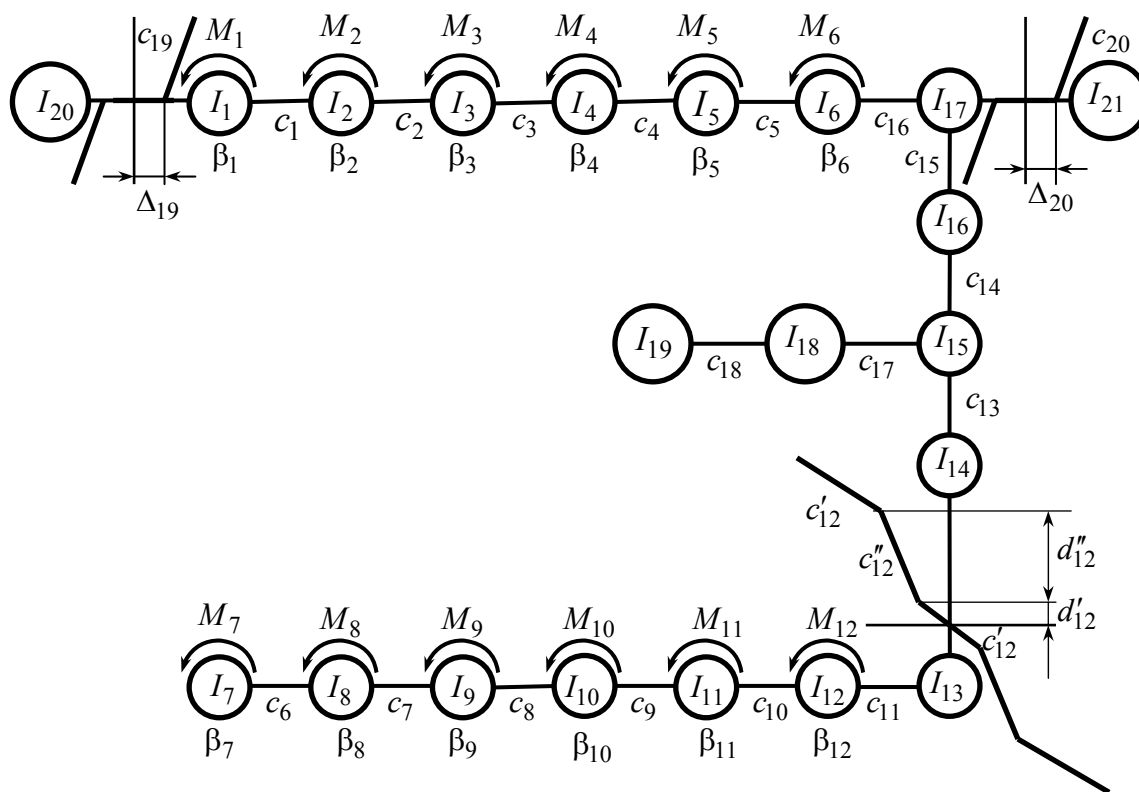 c₁₉ M₁ M₂ M₃ M₄ M₅ M₆ c₂₀
I₂₀ I₁ I₂ I₃ I₄ I₅ I₆ I₁₇ I₂₁
c₁ c₂ c₃ c₄ c₅ c₁₆
β₁ β₂ β₃ β₄ β₅ β₆ c₁₅
Δ₁₉ Δ₂₀
I₁₆
c₁₄
I₁₉ I₁₈ I₁₅
c₁₈ c₁₇
c₁₃
I₁₄
c′₁₂
c″₁₂ d″₁₂
M₇ M₈ M₉ M₁₀ M₁₁ M₁₂ d′₁₂
c′₁₂
I₇ I₈ I₉ I₁₀ I₁₁ I₁₂ I₁₃
c₆ c₇ c₈ c₉ c₁₀ c₁₁
β₇ β₈ β₉ β₁₀ β₁₁ β₁₂